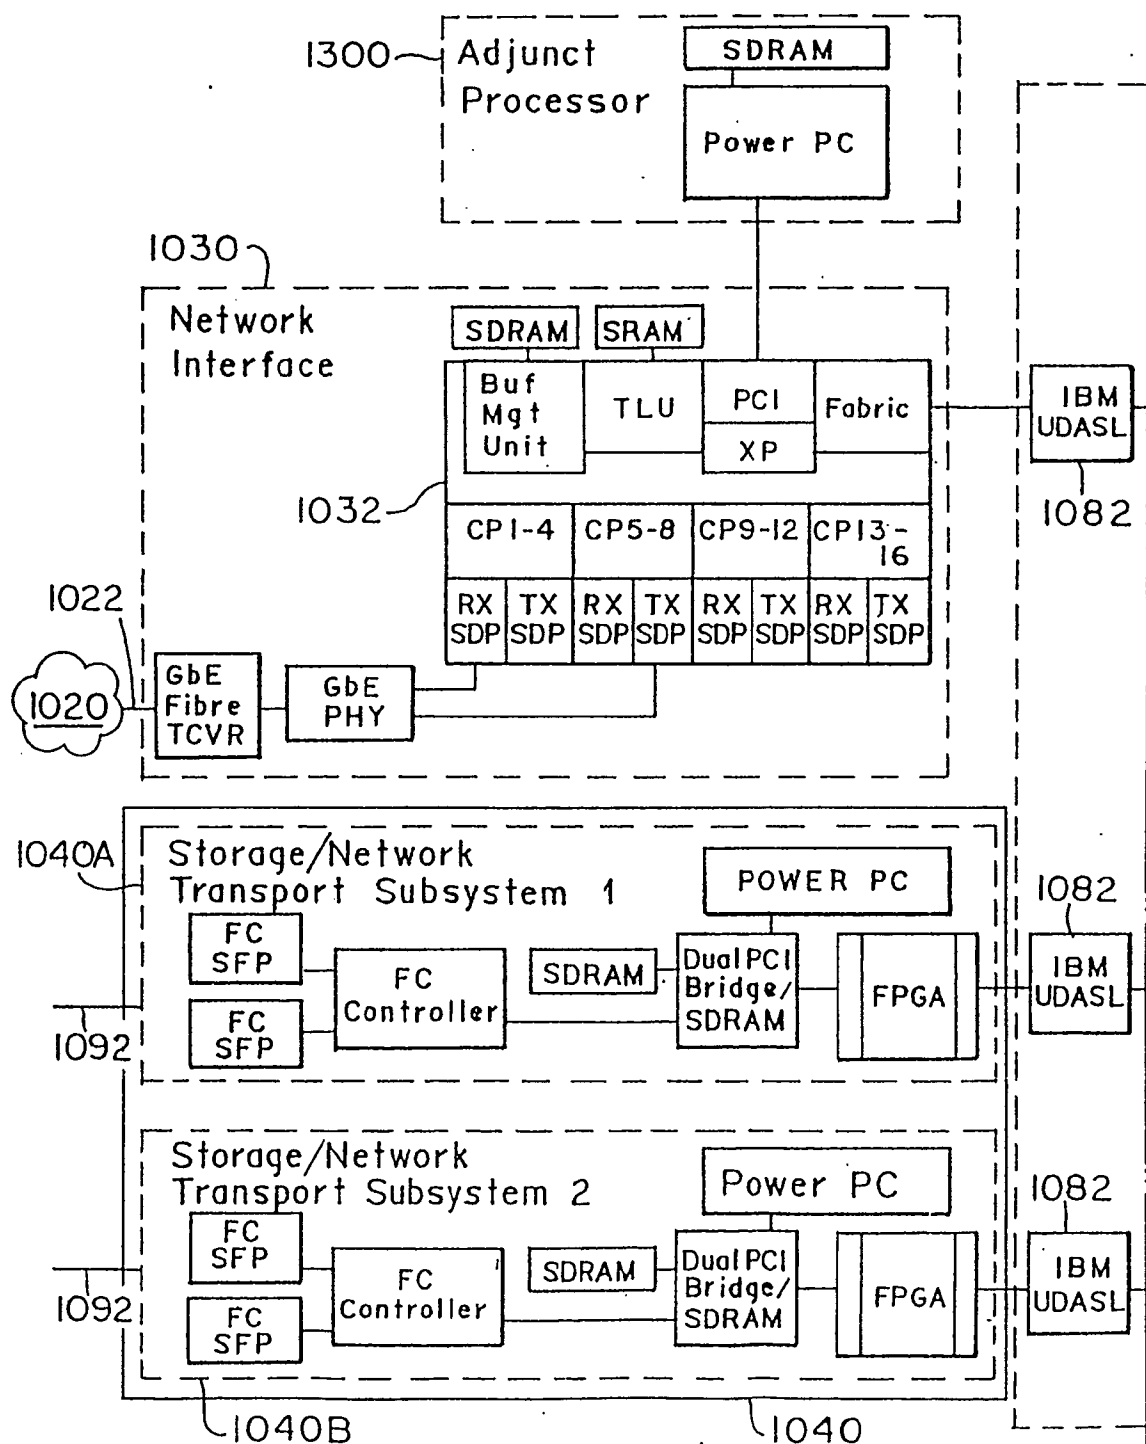 1300
Adjunct
Processor
SDRAM
Power PC
1030
Network
Interface
SDRAM
SRAM
Buf
Mgt
Unit
TLU
PCI
XP
Fabric
IBM
UDASL
1082
1032
CP1-4
CP5-8
CP9-12
CP13-
16
RX
SDP
TX
SDP
RX
SDP
TX
SDP
RX
SDP
TX
SDP
RX
SDP
TX
SDP
1022
1020
GbE
Fibre
TCVR
GbE
PHY
1040A
Storage/Network
Transport Subsystem 1
POWER PC
FC
SFP
FC
SFP
FC
Controller
SDRAM
Dual PCI
Bridge/
SDRAM
FPGA
1082
IBM
UDASL
1092
Storage/Network
Transport Subsystem 2
Power PC
FC
SFP
FC
SFP
FC
Controller
SDRAM
Dual PCI
Bridge/
SDRAM
FPGA
1082
IBM
UDASL
1092
1040B
1040